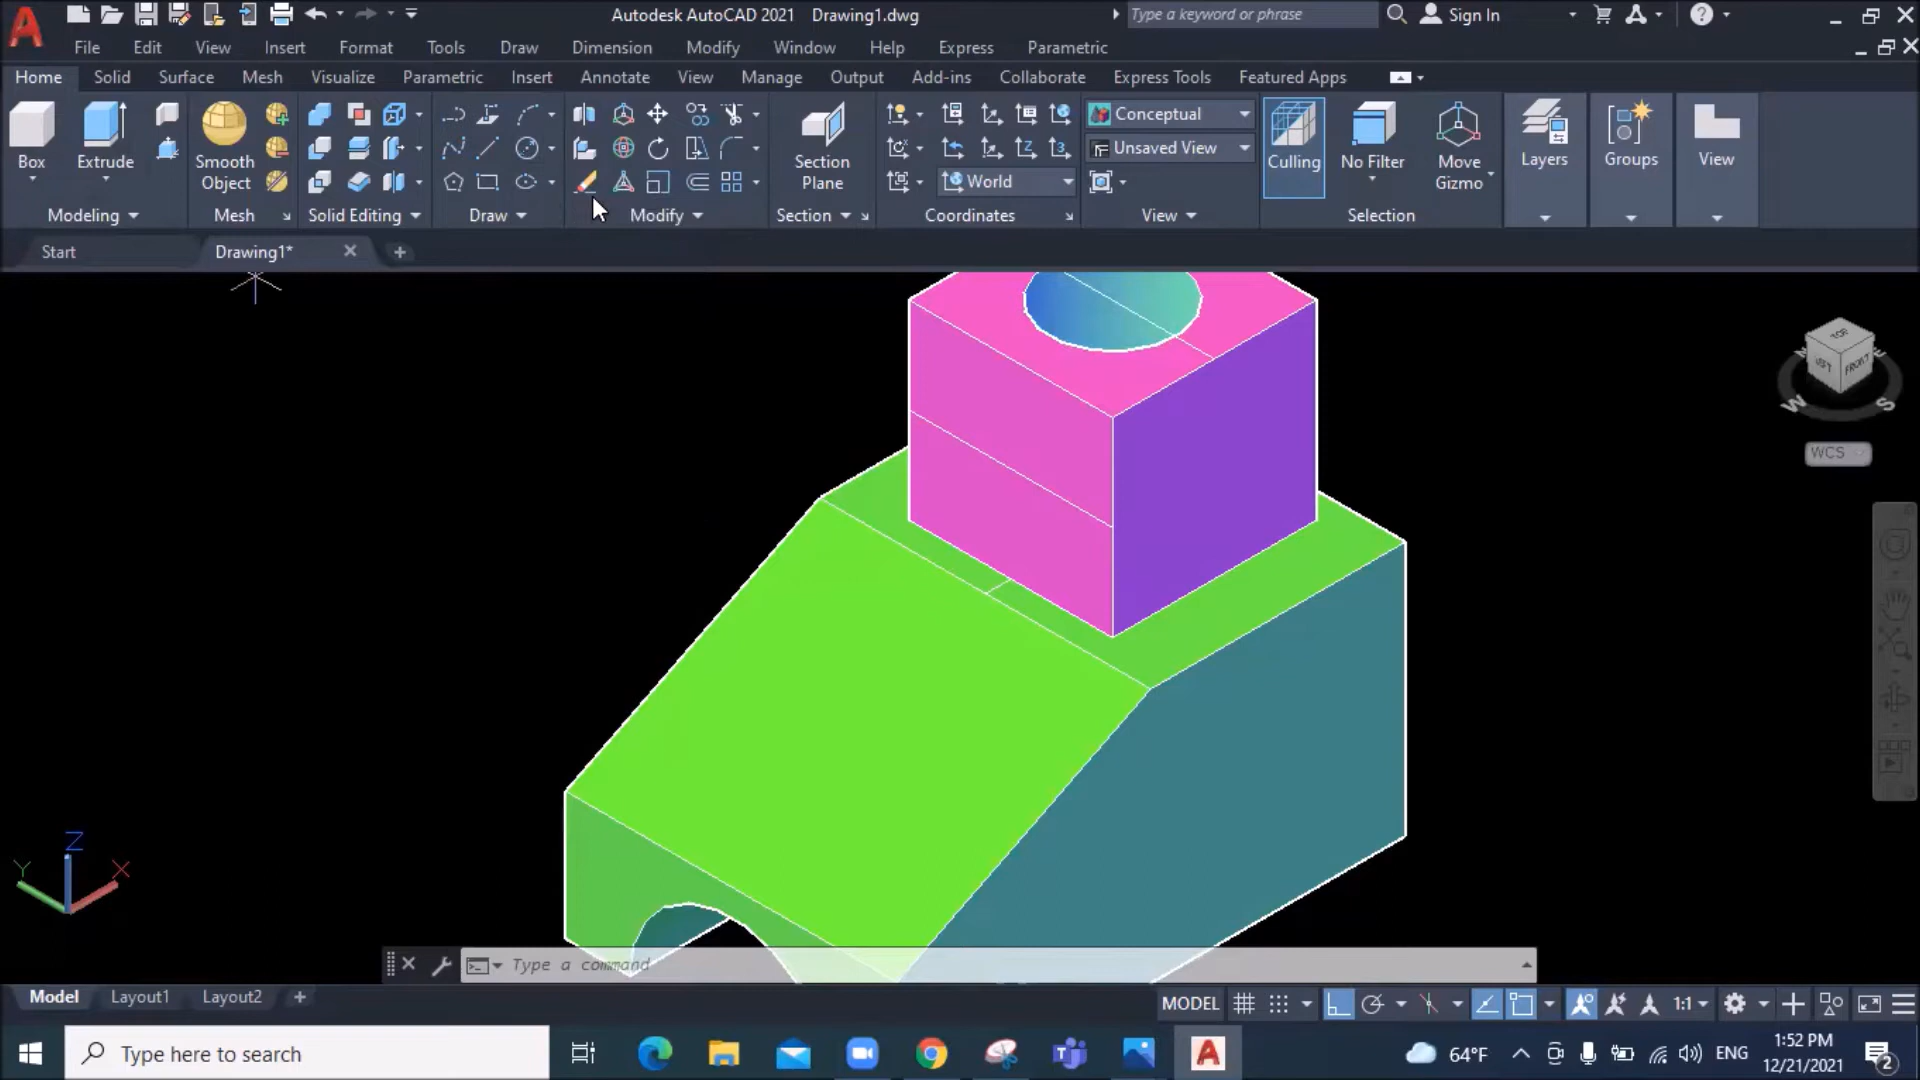 Autodesk AutoCAD 2021 Drawing1.dwg Type a keyword or phrase Sign In
File Edit View Insert Format Tools Draw Dimension Modify Window Help Express Parametric
Home Solid Surface Mesh Visualize Parametric Insert Annotate View Manage Output Add-ins Collaborate Express Tools Featured Apps
Conceptual
Unsaved View
Box Extrude Smooth Object Section Plane World Culling No Filter Move Gizmo Layers Groups View
Modeling Mesh Solid Editing Draw Modify Section Coordinates View Selection
Start Drawing1*
TOP
LEFT FRONT
W S
WCS
Z
Y X
Type a command
Model Layout1 Layout2 MODEL 1:1
Type here to search 64°F ENG 1:52 PM
12/21/2021 2